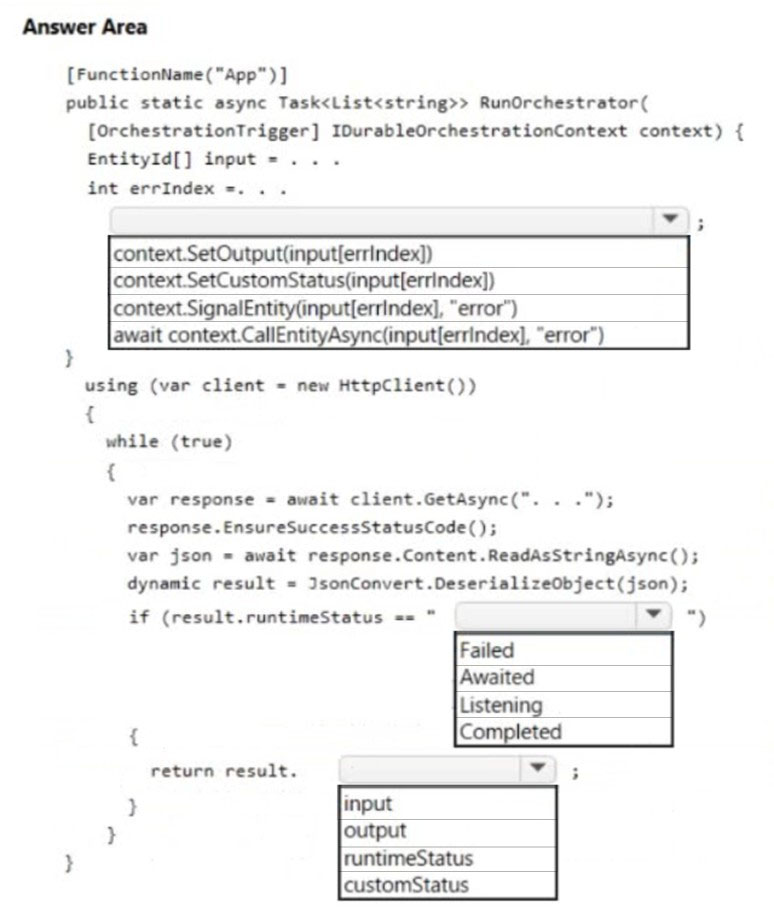 Answer Area
[FunctionName("App")]
public static async Task<List<string>> RunOrchestrator(
[OrchestrationTrigger] IDurableOrchestrationContext context) {
EntityId[] input = . . .
int errIndex =. . .
;
context.SetOutput(input[errIndex])
context.SetCustomStatus(input[errIndex])
context.SignalEntity(input[errIndex], "error")
await context.CallEntityAsync(input[errIndex], "error")
}
using (var client = new HttpClient())
{
while (true)
{
var response = await client.GetAsync(". . .");
response.EnsureSuccessStatusCode();
var json = await response.Content.ReadAsStringAsync();
dynamic result = JsonConvert.DeserializeObject(json);
if (result.runtimeStatus == " ")
Failed
Awaited
Listening
Completed
{
return result. ;
input
output
runtimeStatus
customStatus
}
}
}